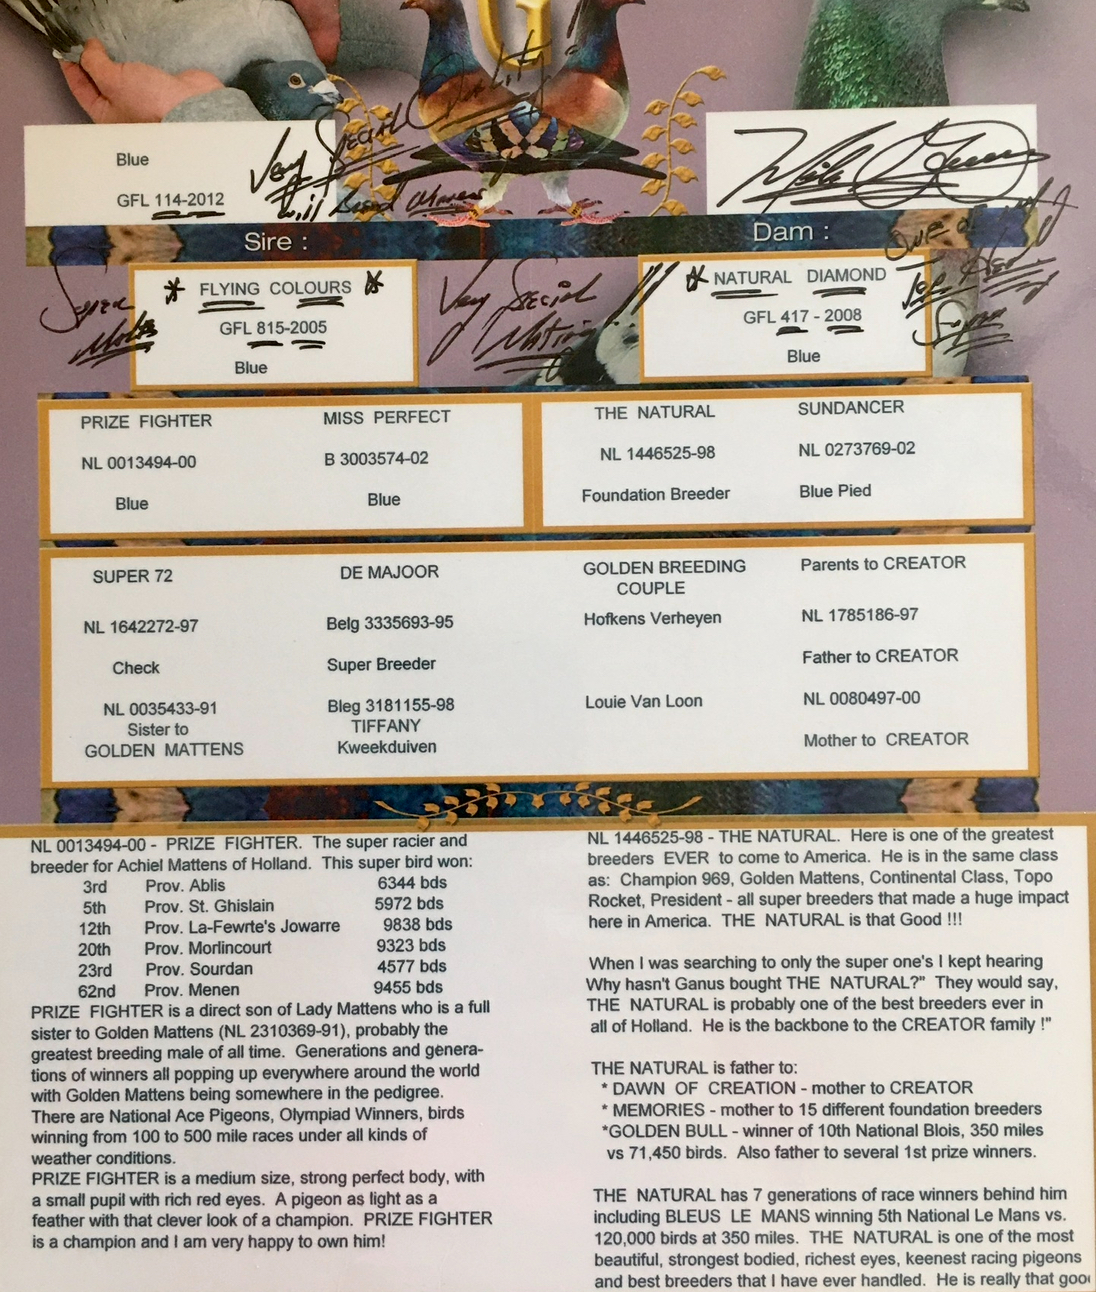 G
Very Special Quality
Will Breed Winners
Blue
GFL 114-2012
Sire :
Dam :
Super
One of my
Top
Very Special
* FLYING COLOURS *
GFL 815-2005
Blue
* NATURAL DIAMOND
GFL 417 - 2008
Blue
PRIZE FIGHTER
NL 0013494-00
Blue
MISS PERFECT
B 3003574-02
Blue
THE NATURAL
NL 1446525-98
Foundation Breeder
SUNDANCER
NL 0273769-02
Blue Pied
SUPER 72
NL 1642272-97
Check
NL 0035433-91
Sister to
GOLDEN MATTENS
DE MAJOOR
Belg 3335693-95
Super Breeder
Bleg 3181155-98
TIFFANY
Kweekduiven
GOLDEN BREEDING
COUPLE
Hofkens Verheyen
Louie Van Loon
Parents to CREATOR
NL 1785186-97
Father to CREATOR
NL 0080497-00
Mother to CREATOR
NL 0013494-00 - PRIZE FIGHTER. The super racier and
breeder for Achiel Mattens of Holland. This super bird won:
3rd Prov. Ablis 6344 bds
5th Prov. St. Ghislain 5972 bds
12th Prov. La-Fewrte's Jowarre 9838 bds
20th Prov. Morlincourt 9323 bds
23rd Prov. Sourdan 4577 bds
62nd Prov. Menen 9455 bds
PRIZE FIGHTER is a direct son of Lady Mattens who is a full
sister to Golden Mattens (NL 2310369-91), probably the
greatest breeding male of all time. Generations and genera-
tions of winners all popping up everywhere around the world
with Golden Mattens being somewhere in the pedigree.
There are National Ace Pigeons, Olympiad Winners, birds
winning from 100 to 500 mile races under all kinds of
weather conditions.
PRIZE FIGHTER is a medium size, strong perfect body, with
a small pupil with rich red eyes. A pigeon as light as a
feather with that clever look of a champion. PRIZE FIGHTER
is a champion and I am very happy to own him!
NL 1446525-98 - THE NATURAL. Here is one of the greatest
breeders EVER to come to America. He is in the same class
as: Champion 969, Golden Mattens, Continental Class, Topo
Rocket, President - all super breeders that made a huge impact
here in America. THE NATURAL is that Good !!!
When I was searching to only the super one's I kept hearing
Why hasn't Ganus bought THE NATURAL?" They would say,
THE NATURAL is probably one of the best breeders ever in
all of Holland. He is the backbone to the CREATOR family !"
THE NATURAL is father to:
* DAWN OF CREATION - mother to CREATOR
* MEMORIES - mother to 15 different foundation breeders
*GOLDEN BULL - winner of 10th National Blois, 350 miles
vs 71,450 birds. Also father to several 1st prize winners.
THE NATURAL has 7 generations of race winners behind him
including BLEUS LE MANS winning 5th National Le Mans vs.
120,000 birds at 350 miles. THE NATURAL is one of the most
beautiful, strongest bodied, richest eyes, keenest racing pigeons
and best breeders that I have ever handled. He is really that good